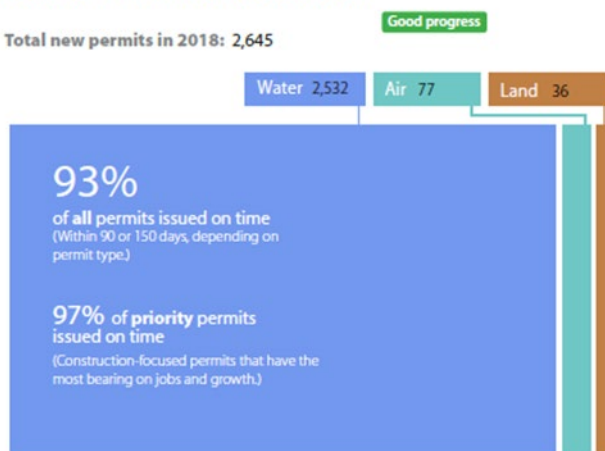 Good progress
Total new permits in 2018: 2,645
Water 2,532
Air 77
Land 36
93%
of all permits issued on time
(Within 90 or 150 days, depending on
permit type.)
97% of priority permits
issued on time
(Construction-focused permits that have the
most bearing on jobs and growth.)